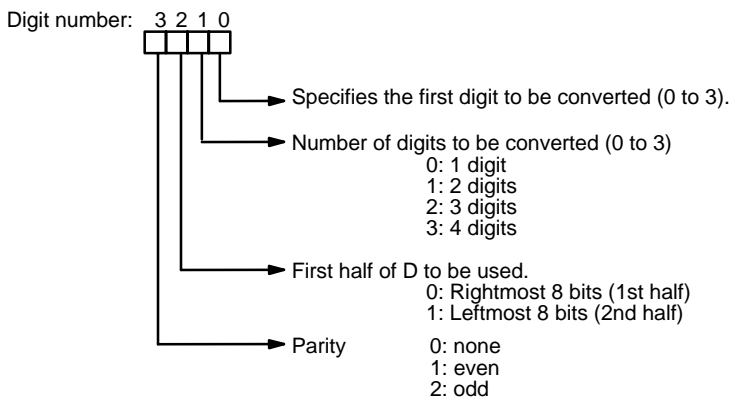 Digit number: 3 2 1 0
Specifies the first digit to be converted (0 to 3).
Number of digits to be converted (0 to 3)
0: 1 digit
1: 2 digits
2: 3 digits
3: 4 digits
First half of D to be used.
0: Rightmost 8 bits (1st half)
1: Leftmost 8 bits (2nd half)
Parity 0: none
1: even
2: odd